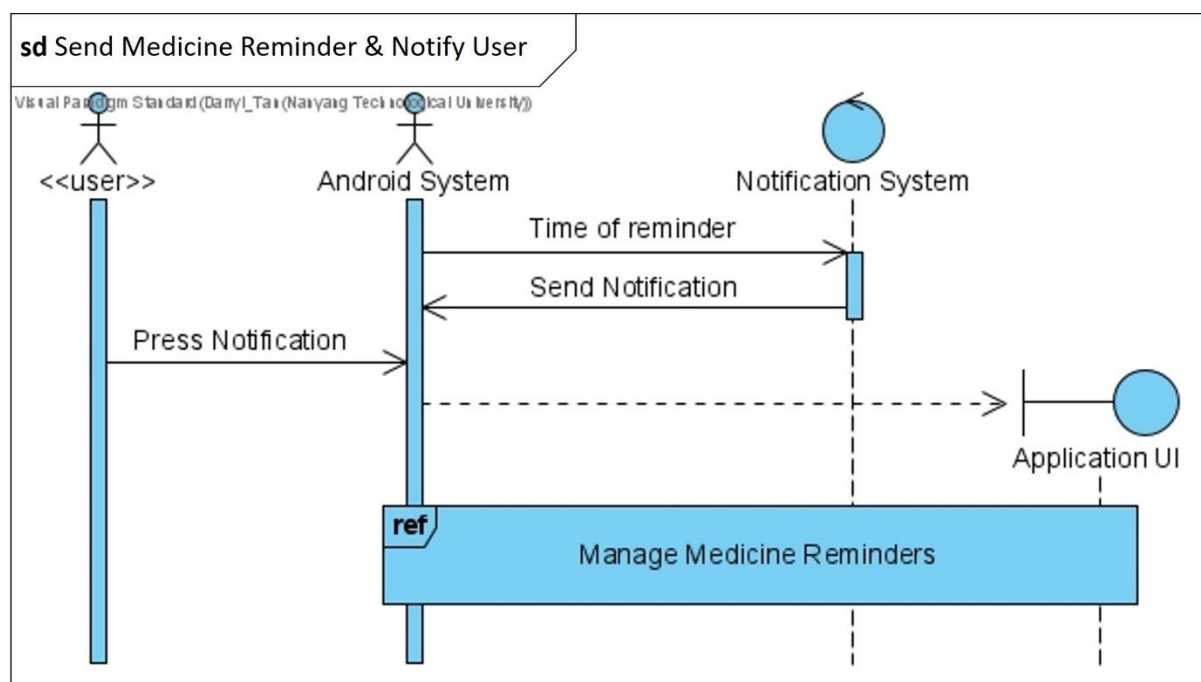 sd Send Medicine Reminder & Notify User
Visual Paradigm Standard(Darryl_Tan(Nanyang Technological University))
<<user>>
Android System
Notification System
Time of reminder
Send Notification
Press Notification
Application UI
ref
Manage Medicine Reminders